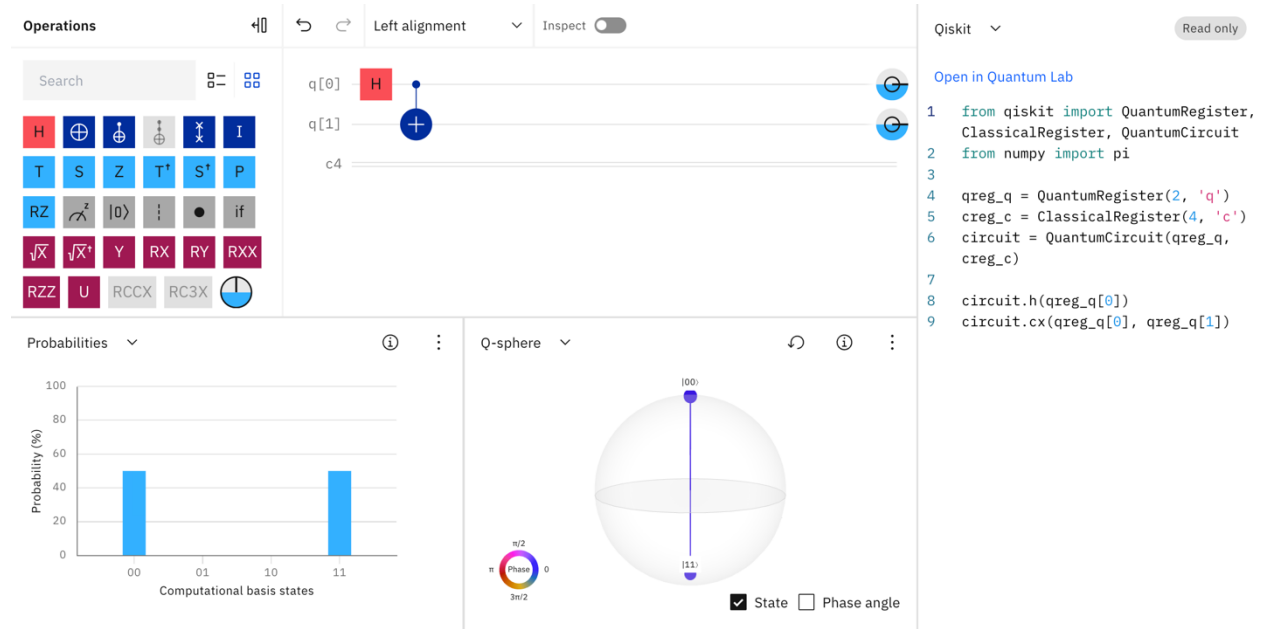 Operations
Left alignment
Inspect
Qiskit
Read only
Search
Open in Quantum Lab
H I
T S Z T† S† P
RZ z |0⟩ if
√X √X† Y RX RY RXX
RZZ U RCCX RC3X
q[0] H
q[1]
c4
1 from qiskit import QuantumRegister,
ClassicalRegister, QuantumCircuit
2 from numpy import pi
3
4 qreg_q = QuantumRegister(2, 'q')
5 creg_c = ClassicalRegister(4, 'c')
6 circuit = QuantumCircuit(qreg_q,
creg_c)
7
8 circuit.h(qreg_q[0])
9 circuit.cx(qreg_q[0], qreg_q[1])
Probabilities
Probability (%)
100
80
60
40
20
0
00 01 10 11
Computational basis states
Q-sphere
|00⟩
|11⟩
π/2
π Phase 0
3π/2
State Phase angle